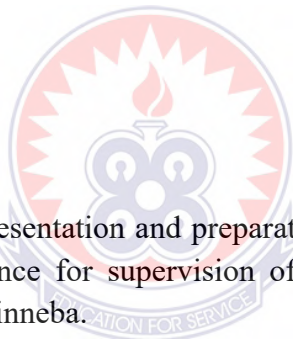 esentation and preparat
nce for supervision of
inneba.
EDUCATION FOR SERVICE